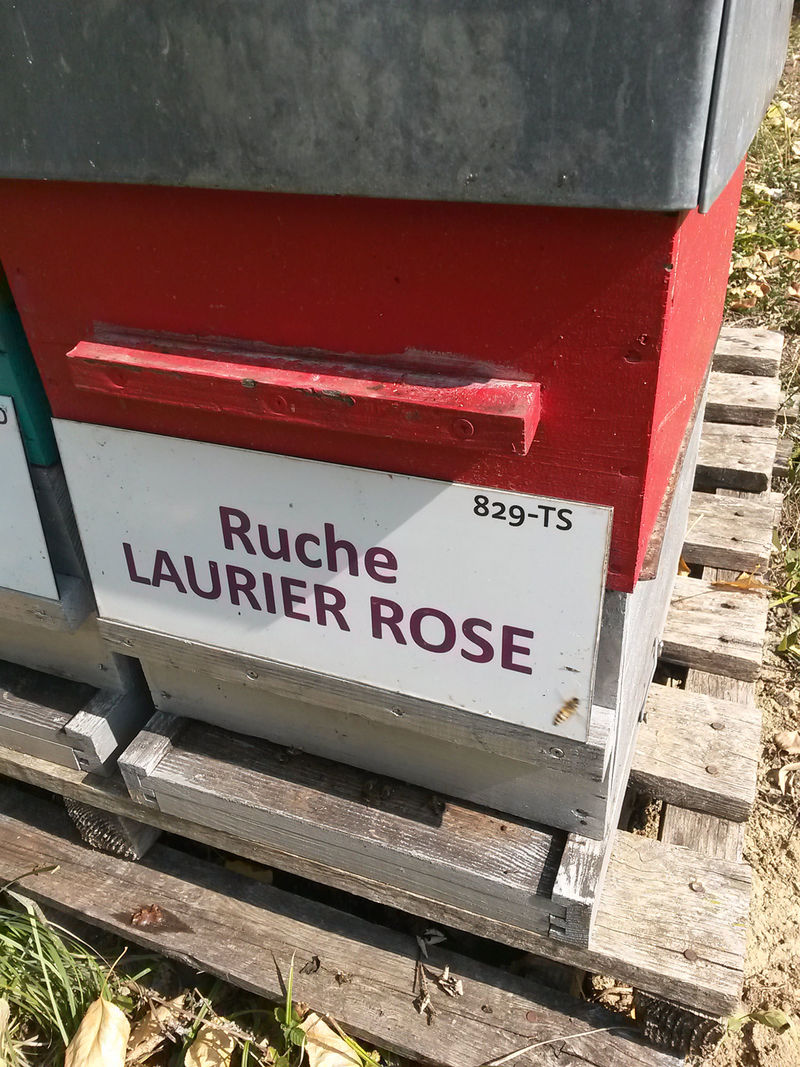 829-TS
Ruche
LAURIER ROSE